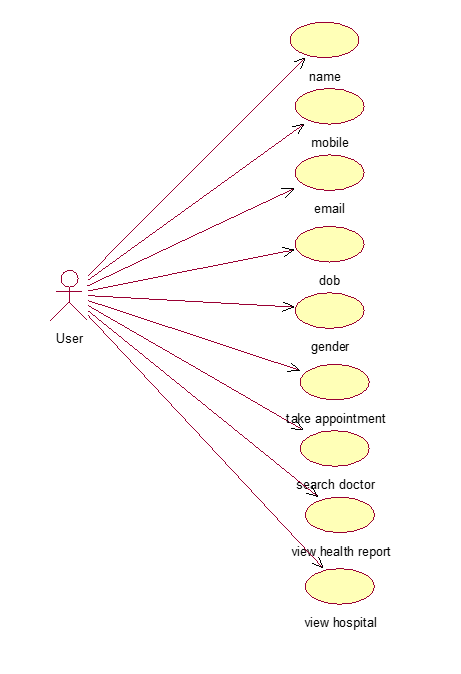 name
mobile
email
dob
User
gender
take appointment
search doctor
view health report
view hospital